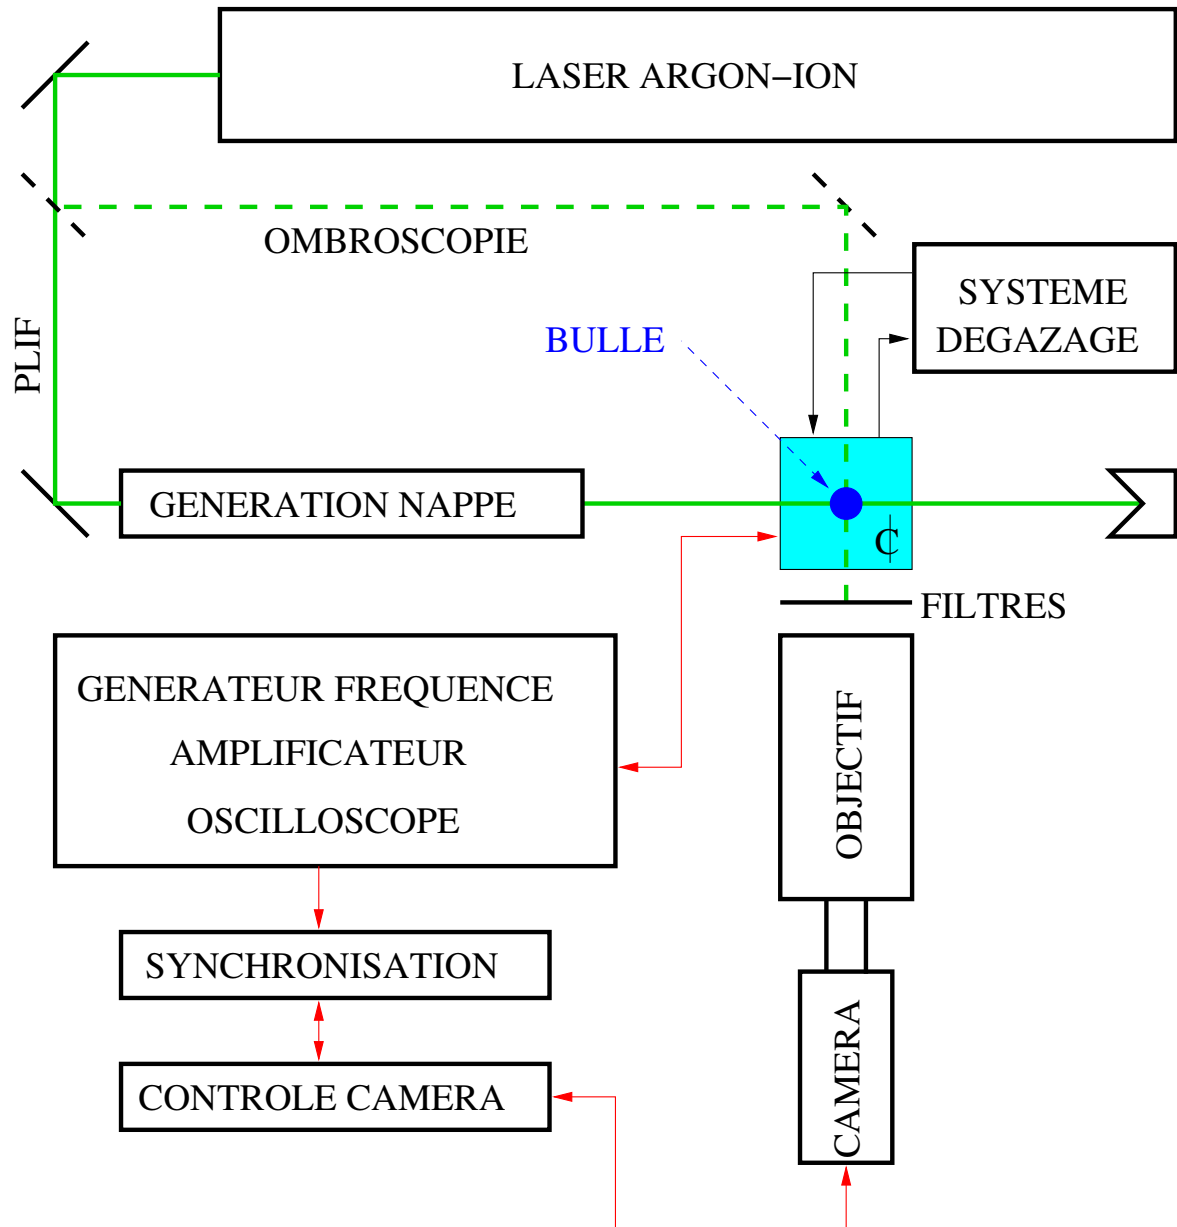 LASER ARGON−ION
OMBROSCOPIE
SYSTEME
DEGAZAGE
BULLE
PLIF
GENERATION NAPPE
C
FILTRES
GENERATEUR FREQUENCE
AMPLIFICATEUR
OSCILLOSCOPE
OBJECTIF
SYNCHRONISATION
CONTROLE CAMERA
CAMERA